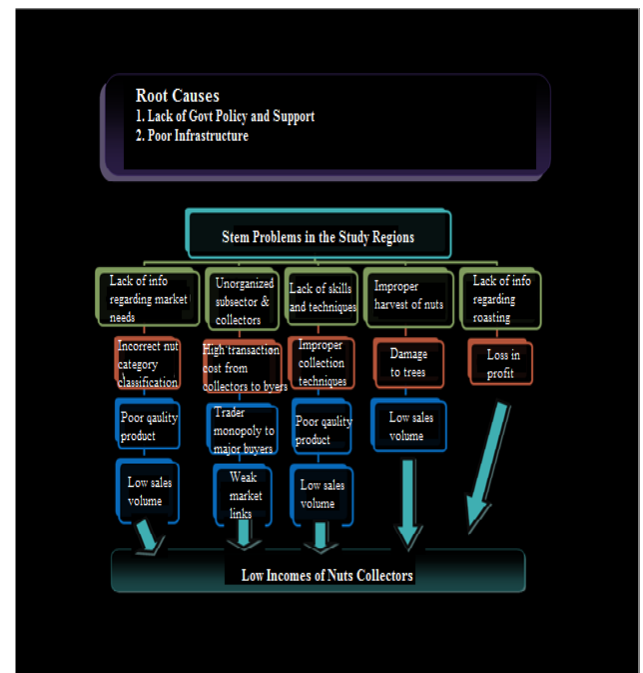 Root Causes
1. Lack of Govt Policy and Support
2. Poor Infrastructure
Stem Problems in the Study Regions
Lack of info
regarding market
needs
Unorganized
subsector &
collectors
Lack of skills
and techniques
Improper
harvest of nuts
Lack of info
regarding
roasting
Incorrect nut
category
classification
High transaction
cost from
collectors to byers
Improper
collection
techniques
Damage
to trees
Loss in
profit
Poor qaulity
product
Trader
monopoly to
major buyers
Poor qaulity
product
Low sales
volume
Low sales
volume
Weak
market
links
Low sales
volume
Low Incomes of Nuts Collectors